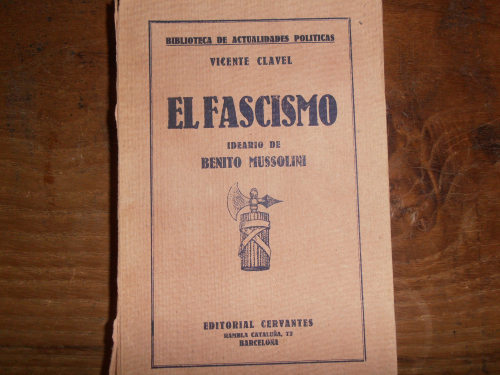 BIBLIOTECA DE ACTUALIDADES POLITICAS
VICENTE CLAVEL
EL FASCISMO
IDEARIO DE
BENITO MUSSOLINI
EDITORIAL CERVANTES
RAMBLA CATALUÑA, 72
BARCELONA